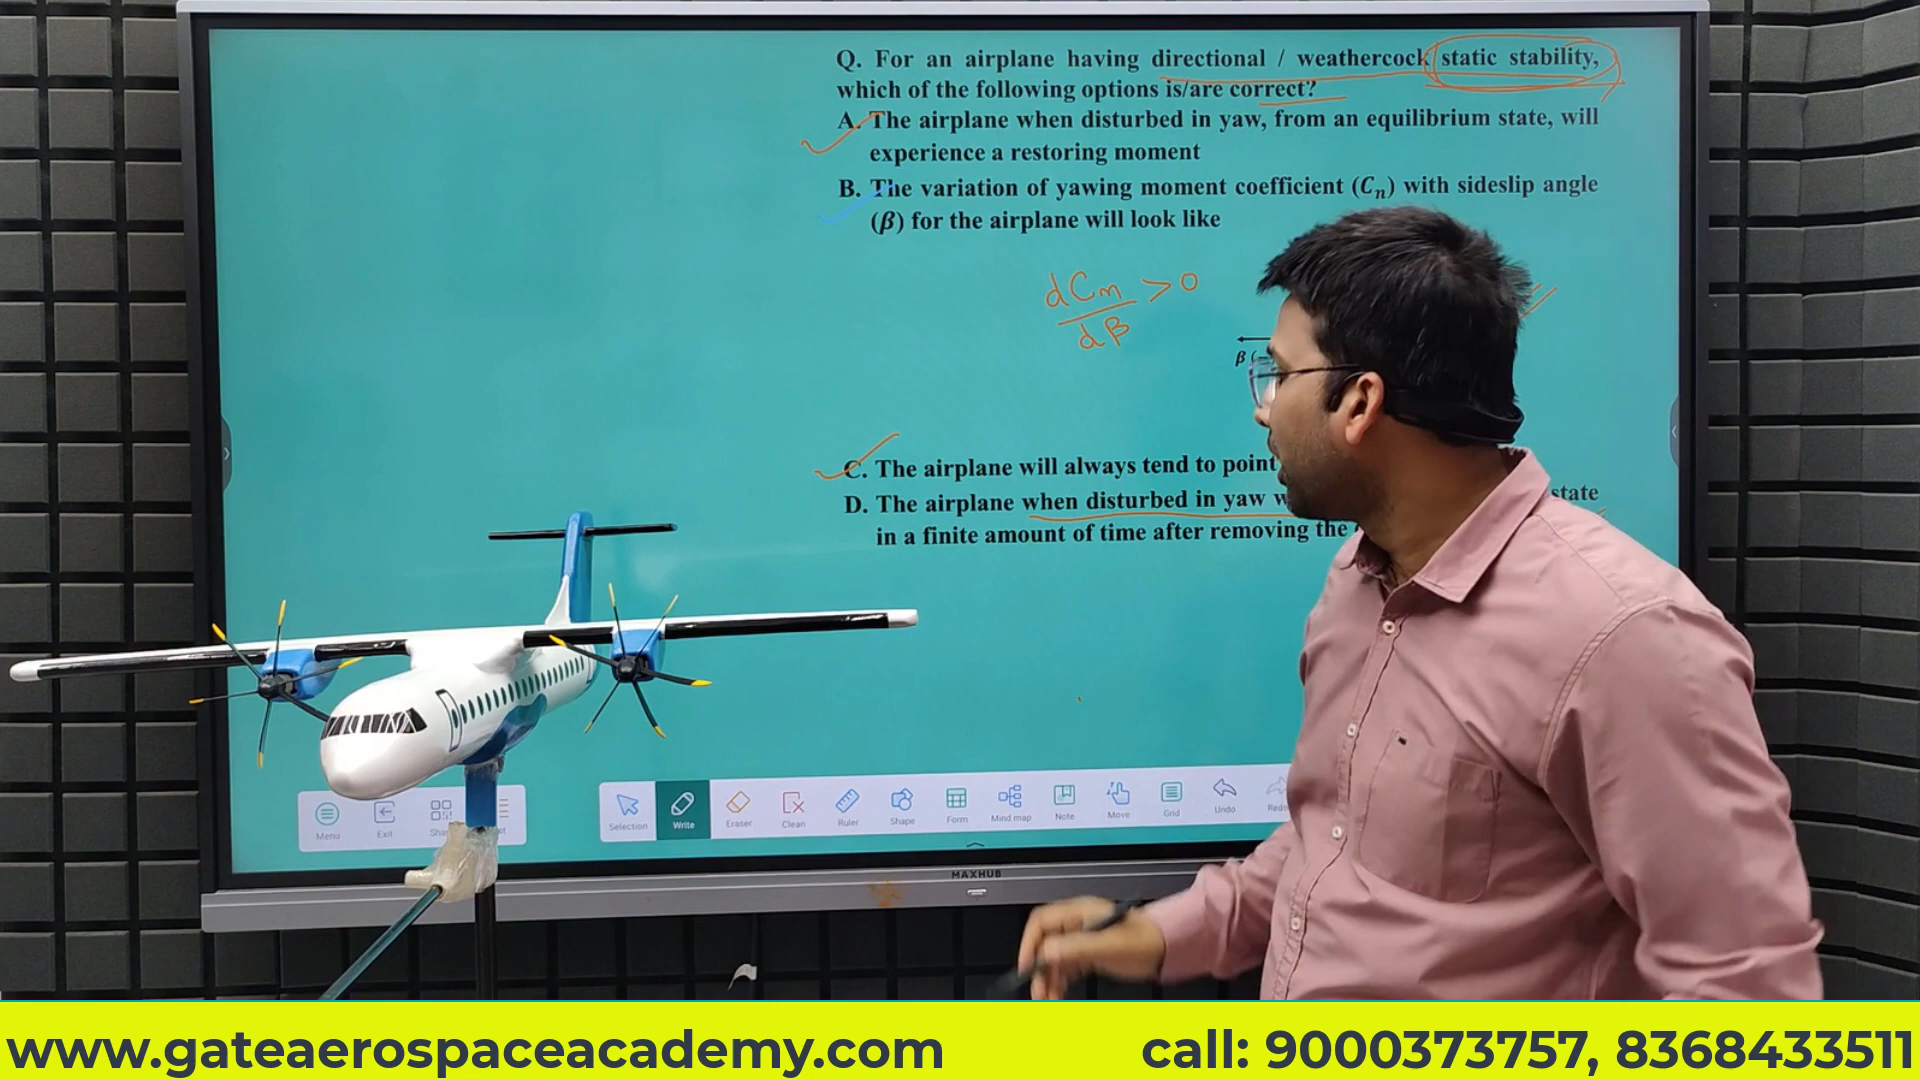 Q. For an airplane having directional / weathercock static stability,
which of the following options is/are correct?
A. The airplane when disturbed in yaw, from an equilibrium state, will
experience a restoring moment
B. The variation of yawing moment coefficient (Cₙ) with sideslip angle
(β) for the airplane will look like
dCn/dβ > 0
β (−
C. The airplane will always tend to point
D. The airplane when disturbed in yaw state
in a finite amount of time after removing the
Menu Exit
Selection Write Eraser Clean Ruler Shape Form Mind map Note Move Grid Undo Redo
MAXHUB
www.gateaerospaceacademy.com call: 9000373757, 8368433511